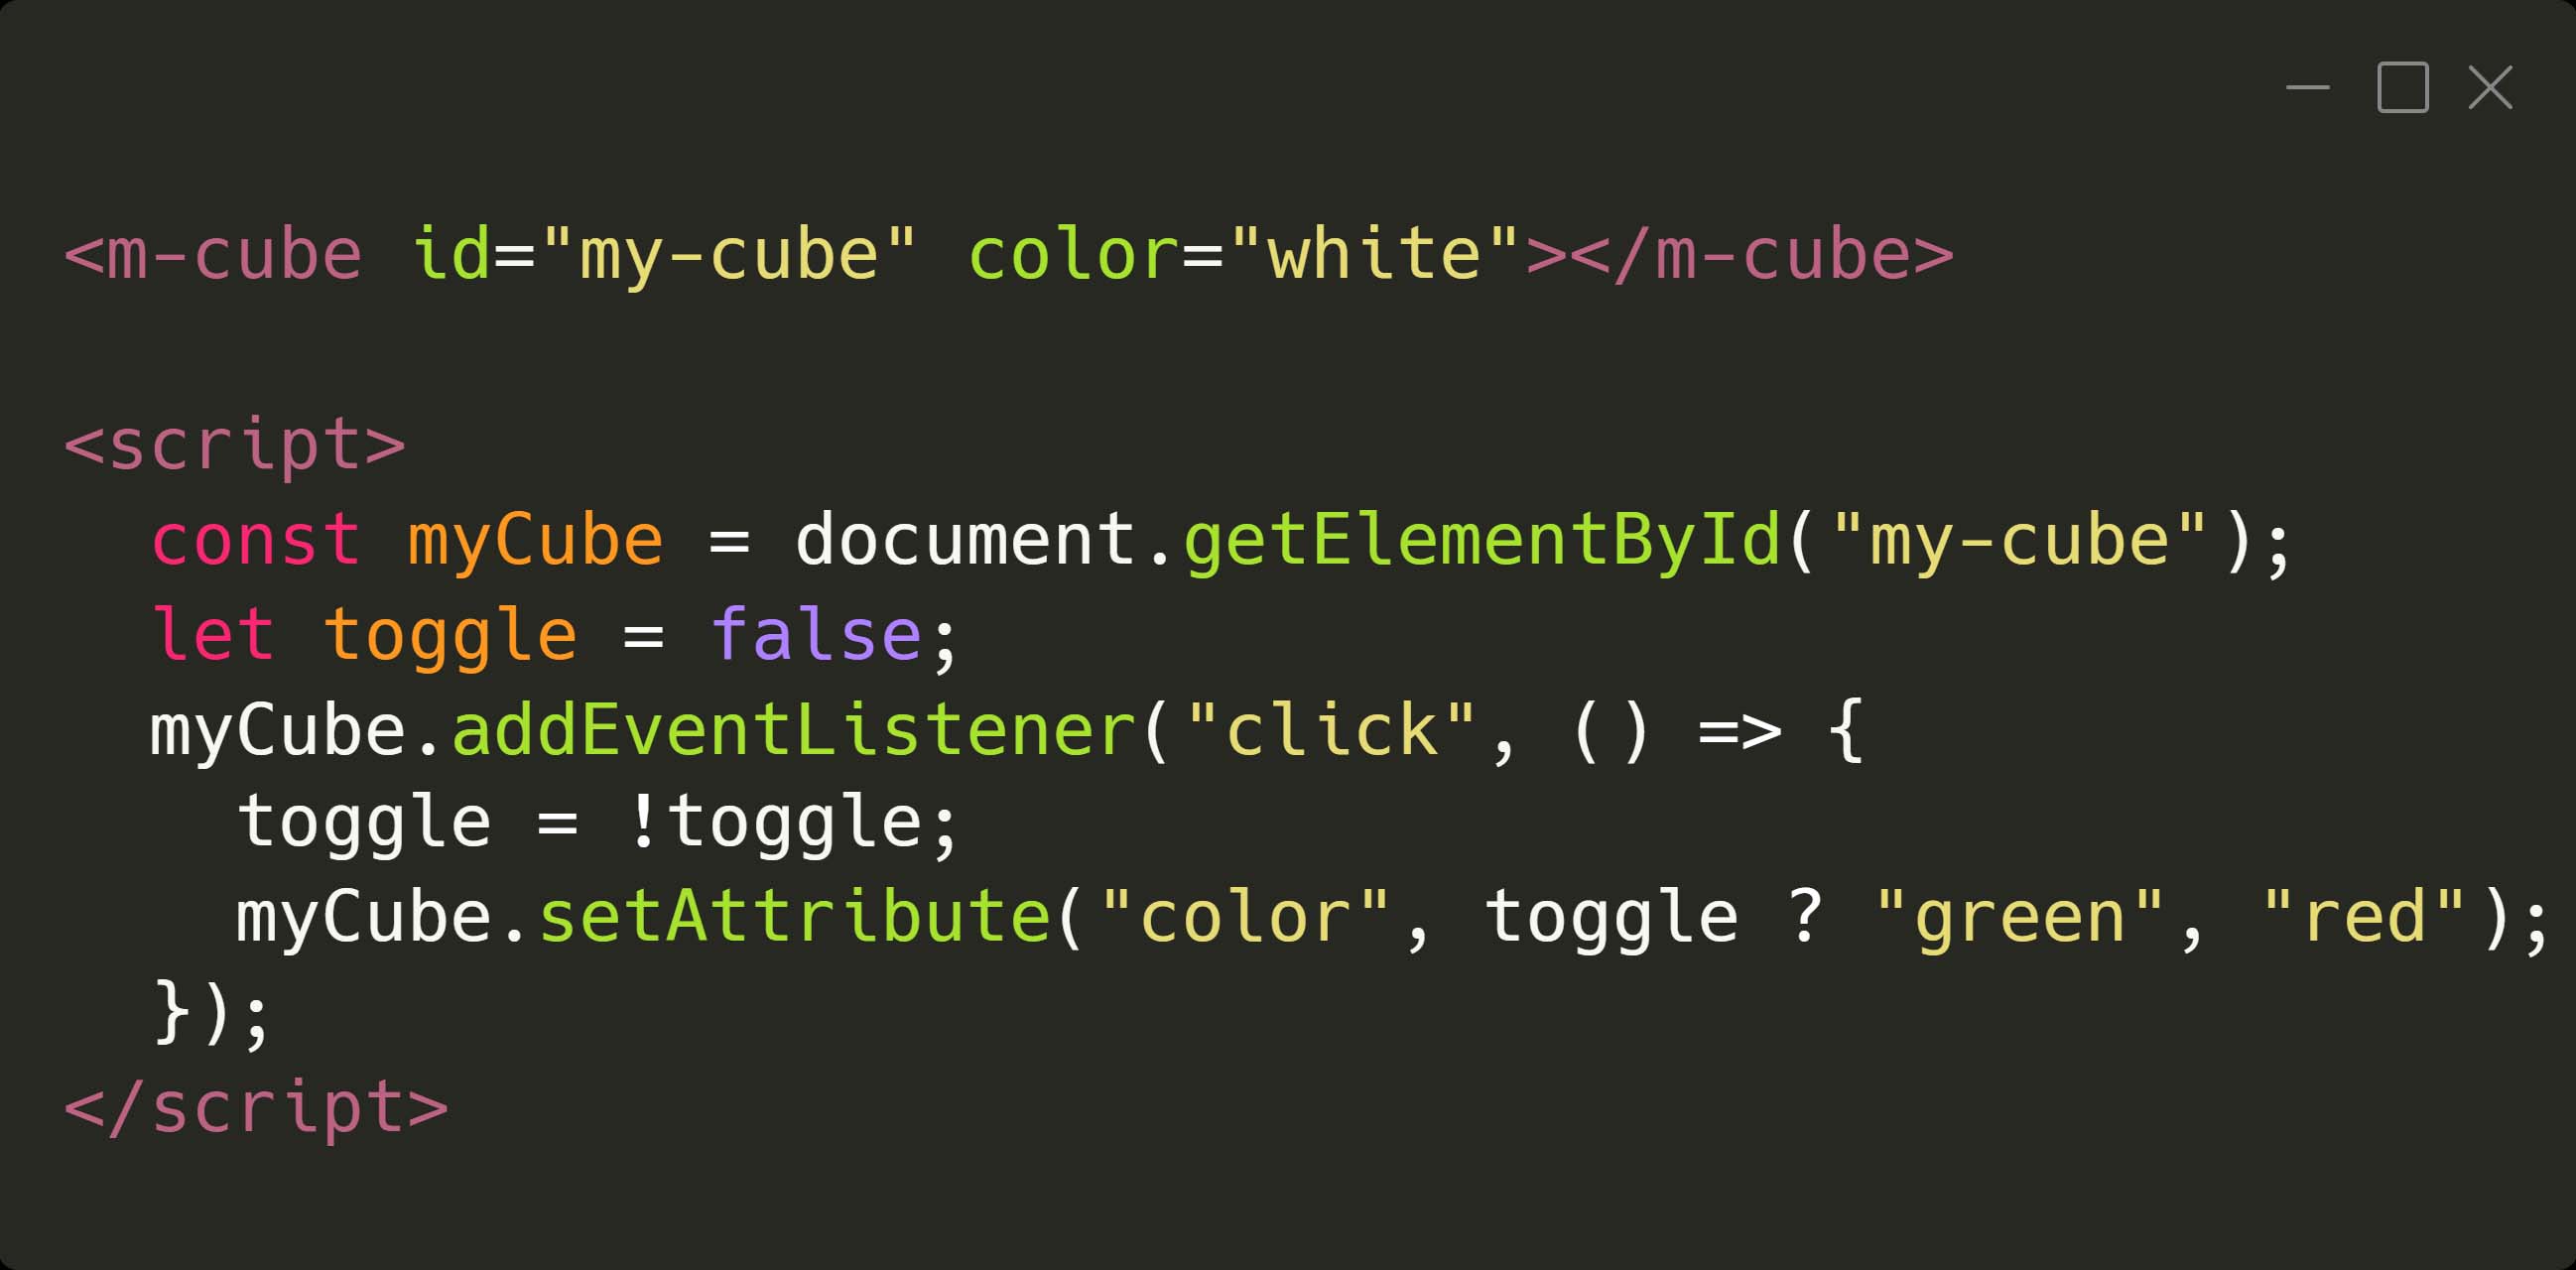 <m-cube id="my-cube" color="white"></m-cube>
<script>
const myCube = document.getElementById("my-cube");
let toggle = false;
myCube.addEventListener("click", () => {
toggle = !toggle;
myCube.setAttribute("color", toggle ? "green", "red");
});
</script>